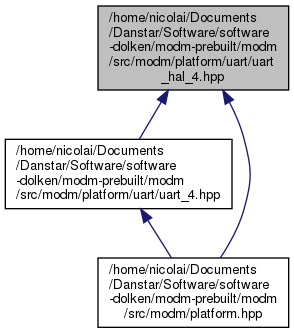 /home/nicolai/Documents
/Danstar/Software/software
-dolken/modm-prebuilt/modm
/src/modm/platform/uart/uart
_hal_4.hpp
/home/nicolai/Documents
/Danstar/Software/software
-dolken/modm-prebuilt/modm
/src/modm/platform/uart/uart_4.hpp
/home/nicolai/Documents
/Danstar/Software/software
-dolken/modm-prebuilt/modm
/src/modm/platform.hpp